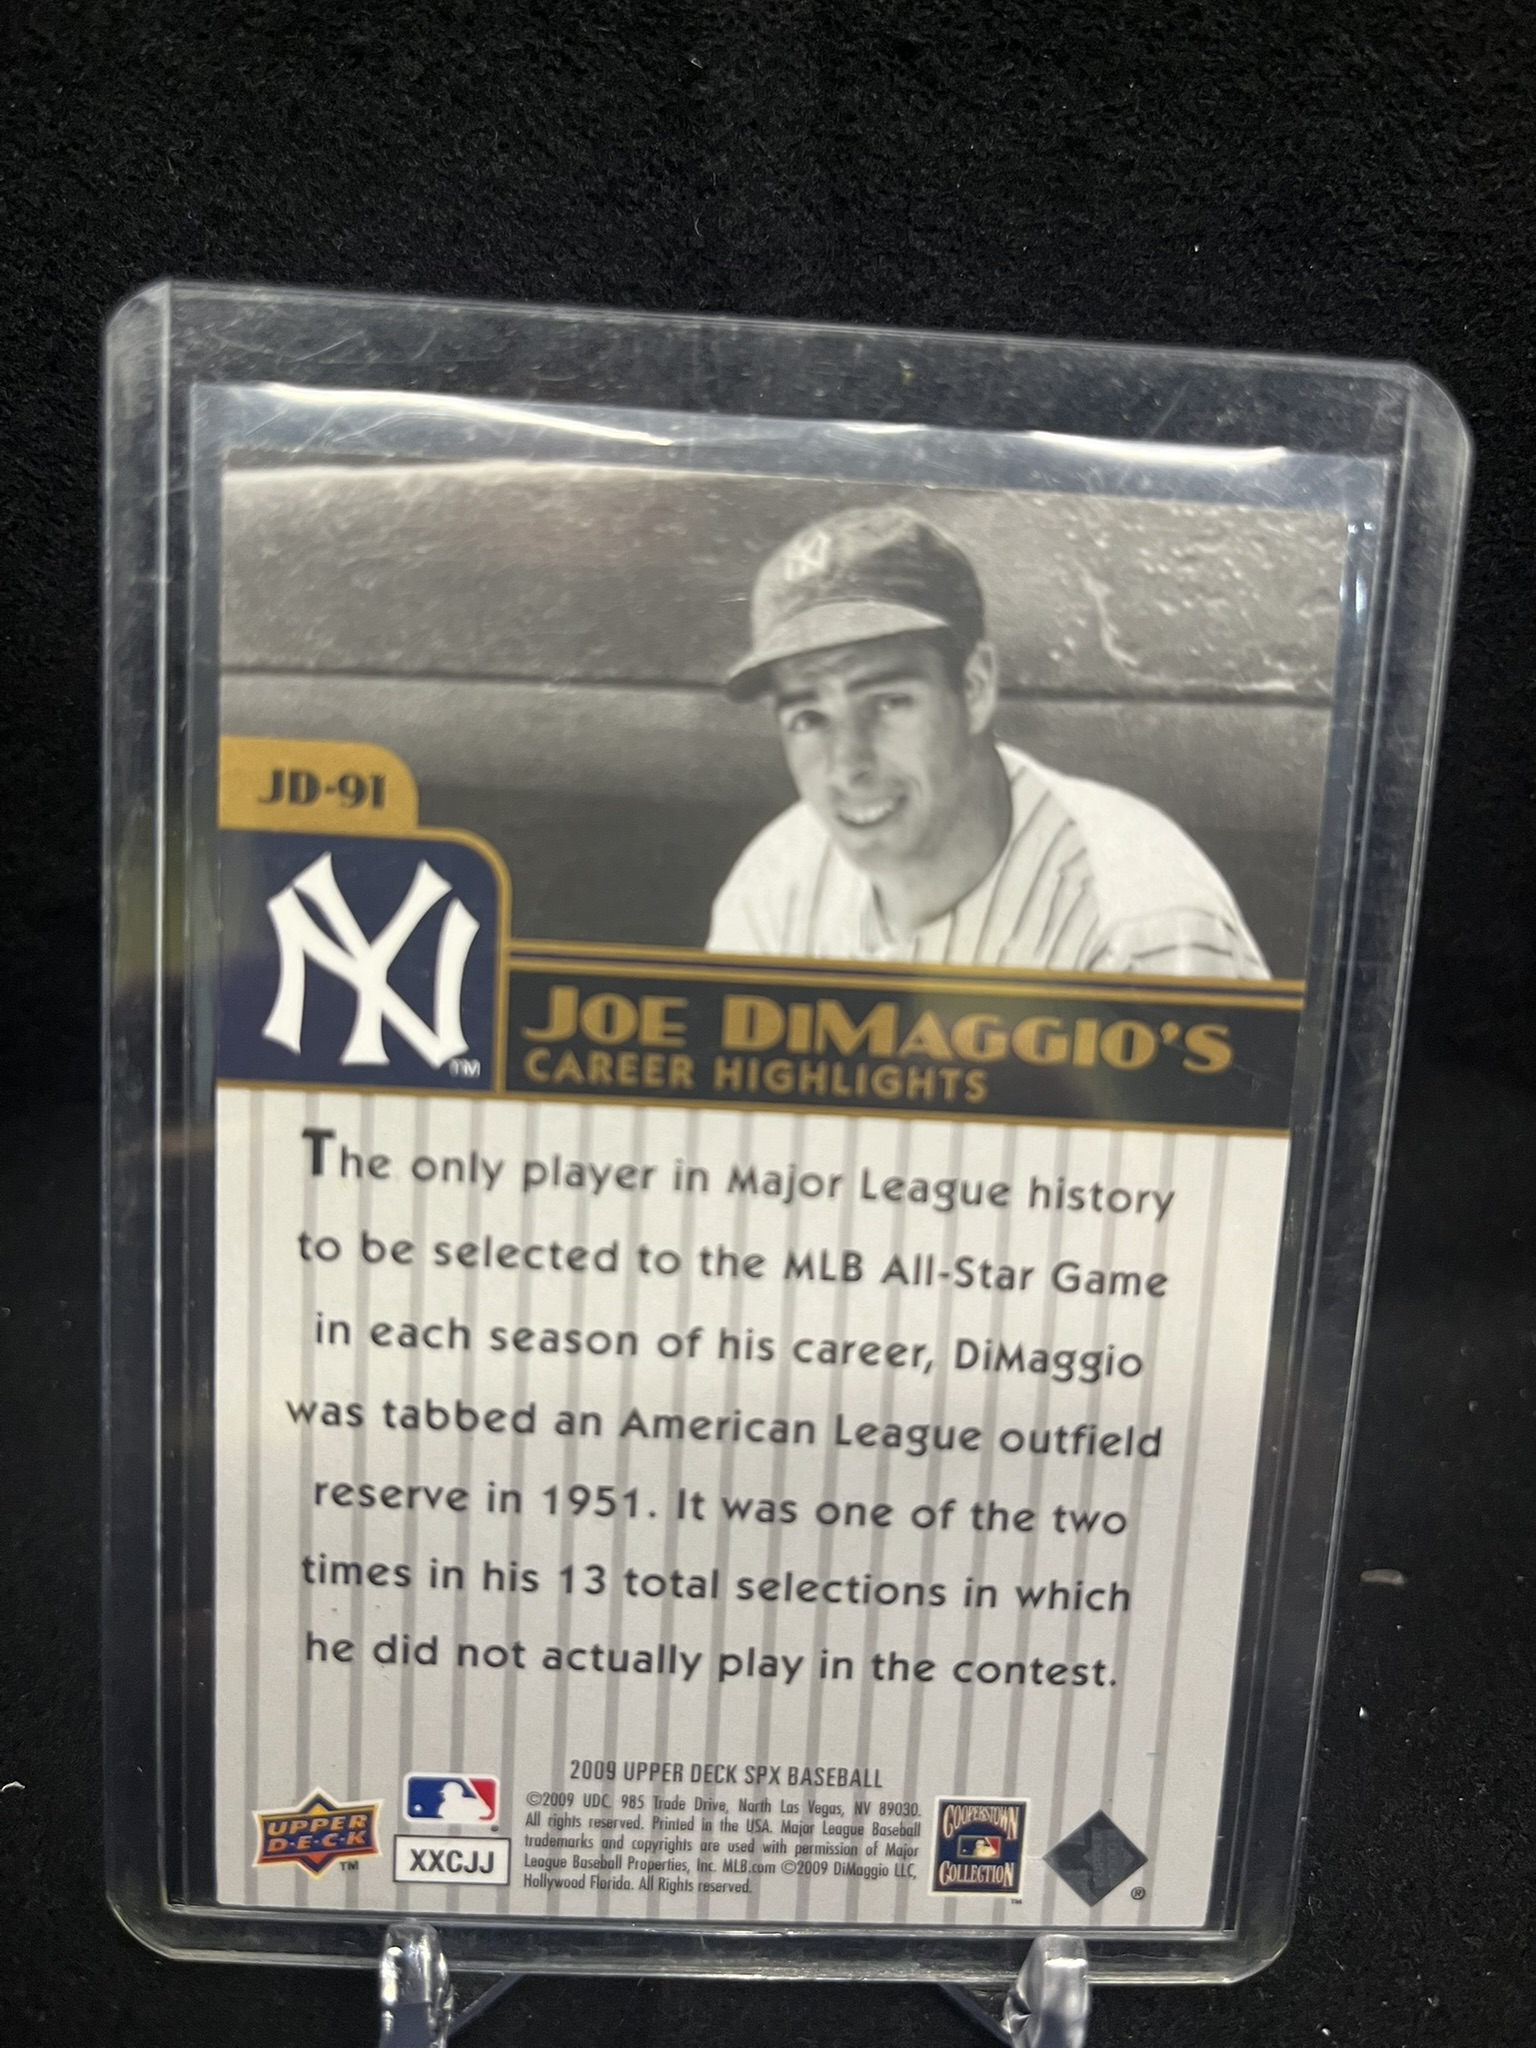 NY
JD-91
NY
TM
JOE DIMAGGIO'S
CAREER HIGHLIGHTS
The only player in Major League history
to be selected to the MLB All-Star Game
in each season of his career, DiMaggio
was tabbed an American League outfield
reserve in 1951. It was one of the two
times in his 13 total selections in which
he did not actually play in the contest.
2009 UPPER DECK SPX BASEBALL
©2009 UDC. 985 Trade Drive, North Las Vegas, NV 89030.
All rights reserved. Printed in the USA. Major League Baseball
trademarks and copyrights are used with permission of Major
League Baseball Properties, Inc. MLB.com ©2009 DiMaggio LLC,
Hollywood Florida. All Rights reserved.
UPPER
D·E·C·K
TM
®
XXCJJ
COOPERSTOWN
COLLECTION
TM
®